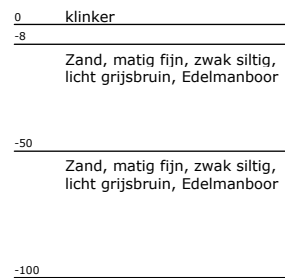 0 klinker
-8
Zand, matig fijn, zwak siltig,
licht grijsbruin, Edelmanboor
-50
Zand, matig fijn, zwak siltig,
licht grijsbruin, Edelmanboor
-100